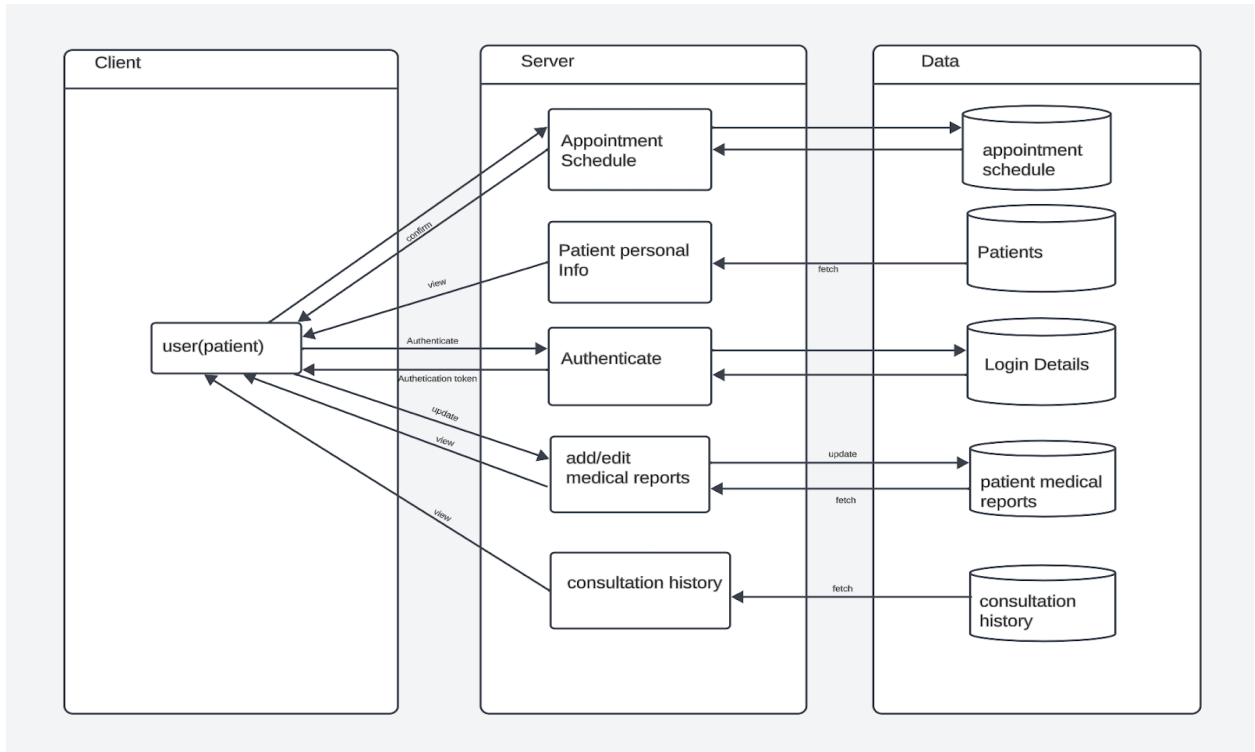 Client
Server
Data
Appointment
Schedule
appointment
schedule
confirm
Patient personal
Info
Patients
fetch
view
user(patient)
Authenticate
Authenticate
Login Details
Authetication token
update
view
add/edit
medical reports
update
fetch
patient medical
reports
view
consultation history
fetch
consultation
history